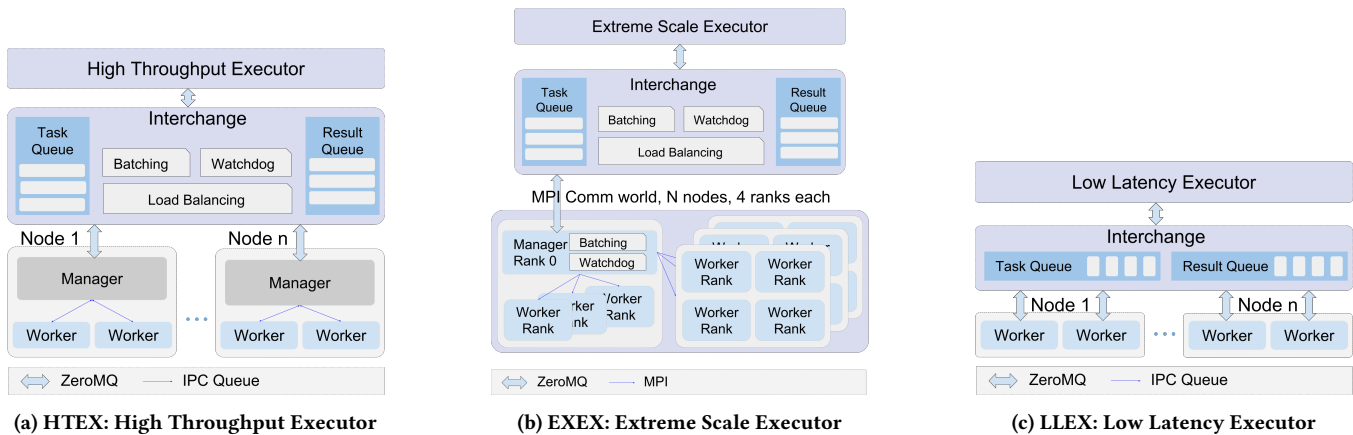 High Throughput Executor
Interchange
Task
Queue
Batching
Watchdog
Load Balancing
Result
Queue
Node 1
Node n
Manager
Manager
Worker
Worker
Worker
Worker
ZeroMQ
IPC Queue
(a) HTEX: High Throughput Executor
Extreme Scale Executor
Interchange
Task
Queue
Batching
Watchdog
Load Balancing
Result
Queue
MPI Comm world, N nodes, 4 ranks each
Manager
Rank 0
Batching
Watchdog
Worker
Rank
rker
Rank
Worker
Rank
Worker
Rank
Worker
Rank
Worker
Rank
Worker
Rank
ZeroMQ
MPI
(b) EXEX: Extreme Scale Executor
Low Latency Executor
Interchange
Task Queue
Result Queue
Node 1
Node n
Worker
Worker
Worker
Worker
ZeroMQ
IPC Queue
(c) LLEX: Low Latency Executor